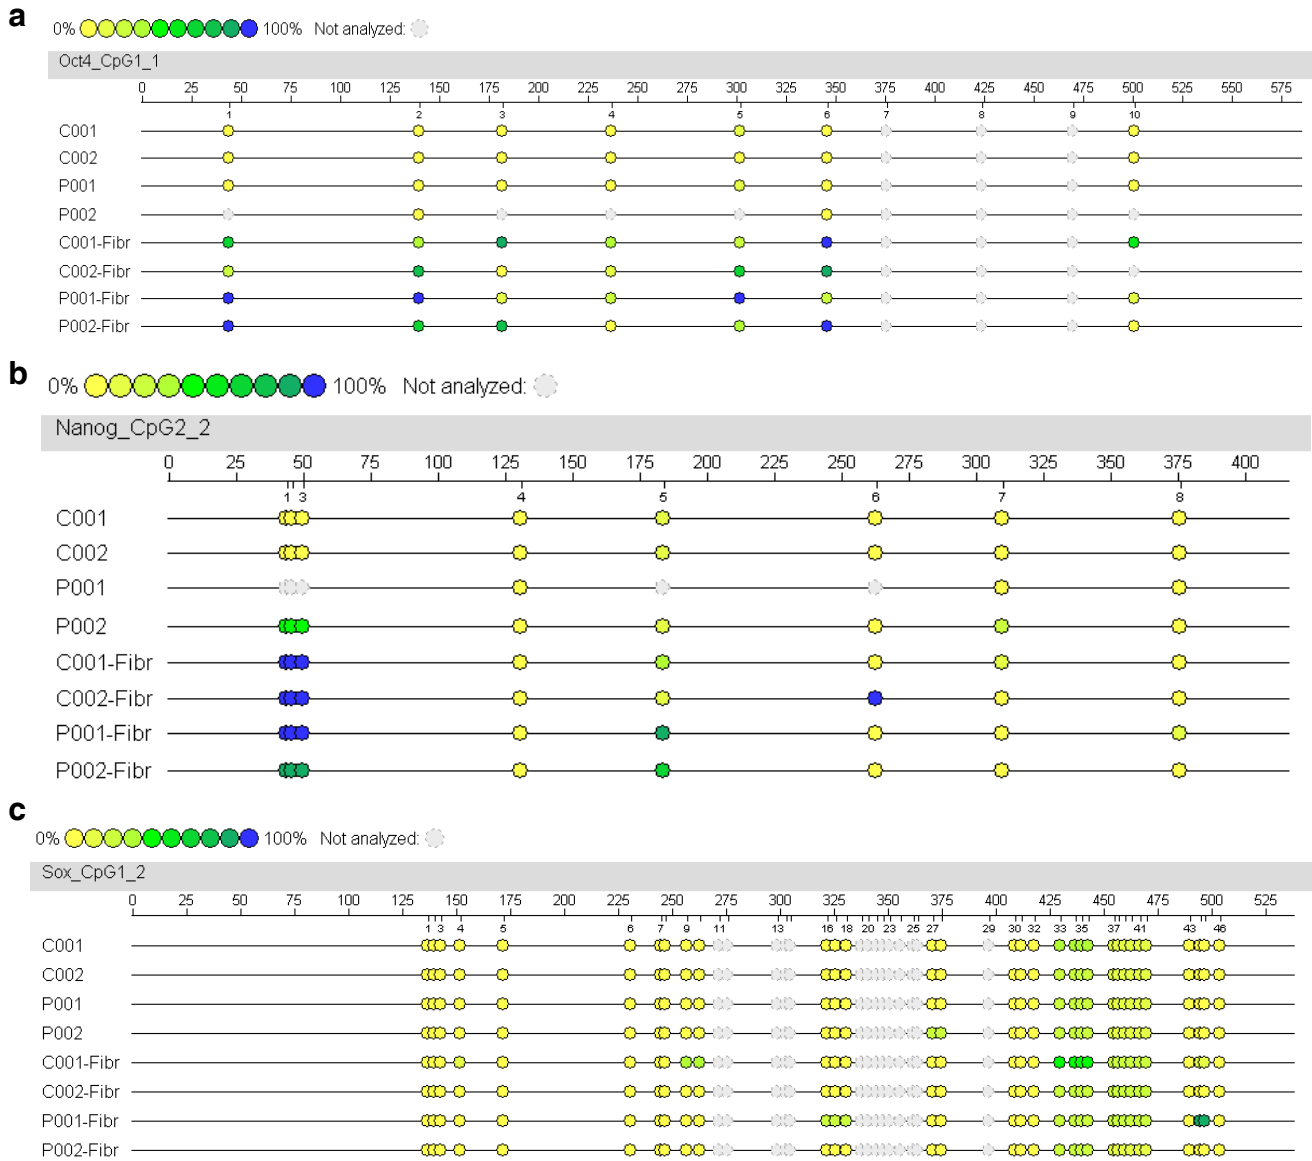 a
0% 100% Not analyzed:
Oct4_CpG1_1
0 25 50 75 100 125 150 175 200 225 250 275 300 325 350 375 400 425 450 475 500 525 550 575
1 2 3 4 5 6 7 8 9 10
C001
C002
P001
P002
C001-Fibr
C002-Fibr
P001-Fibr
P002-Fibr
b
0% 100% Not analyzed:
Nanog_CpG2_2
0 25 50 75 100 125 150 175 200 225 250 275 300 325 350 375 400
1 3 4 5 6 7 8
C001
C002
P001
P002
C001-Fibr
C002-Fibr
P001-Fibr
P002-Fibr
c
0% 100% Not analyzed:
Sox_CpG1_2
0 25 50 75 100 125 150 175 200 225 250 275 300 325 350 375 400 425 450 475 500 525
1 3 4 5 6 7 9 11 13 16 18 20 23 25 27 29 30 32 33 35 37 41 43 46
C001
C002
P001
P002
C001-Fibr
C002-Fibr
P001-Fibr
P002-Fibr